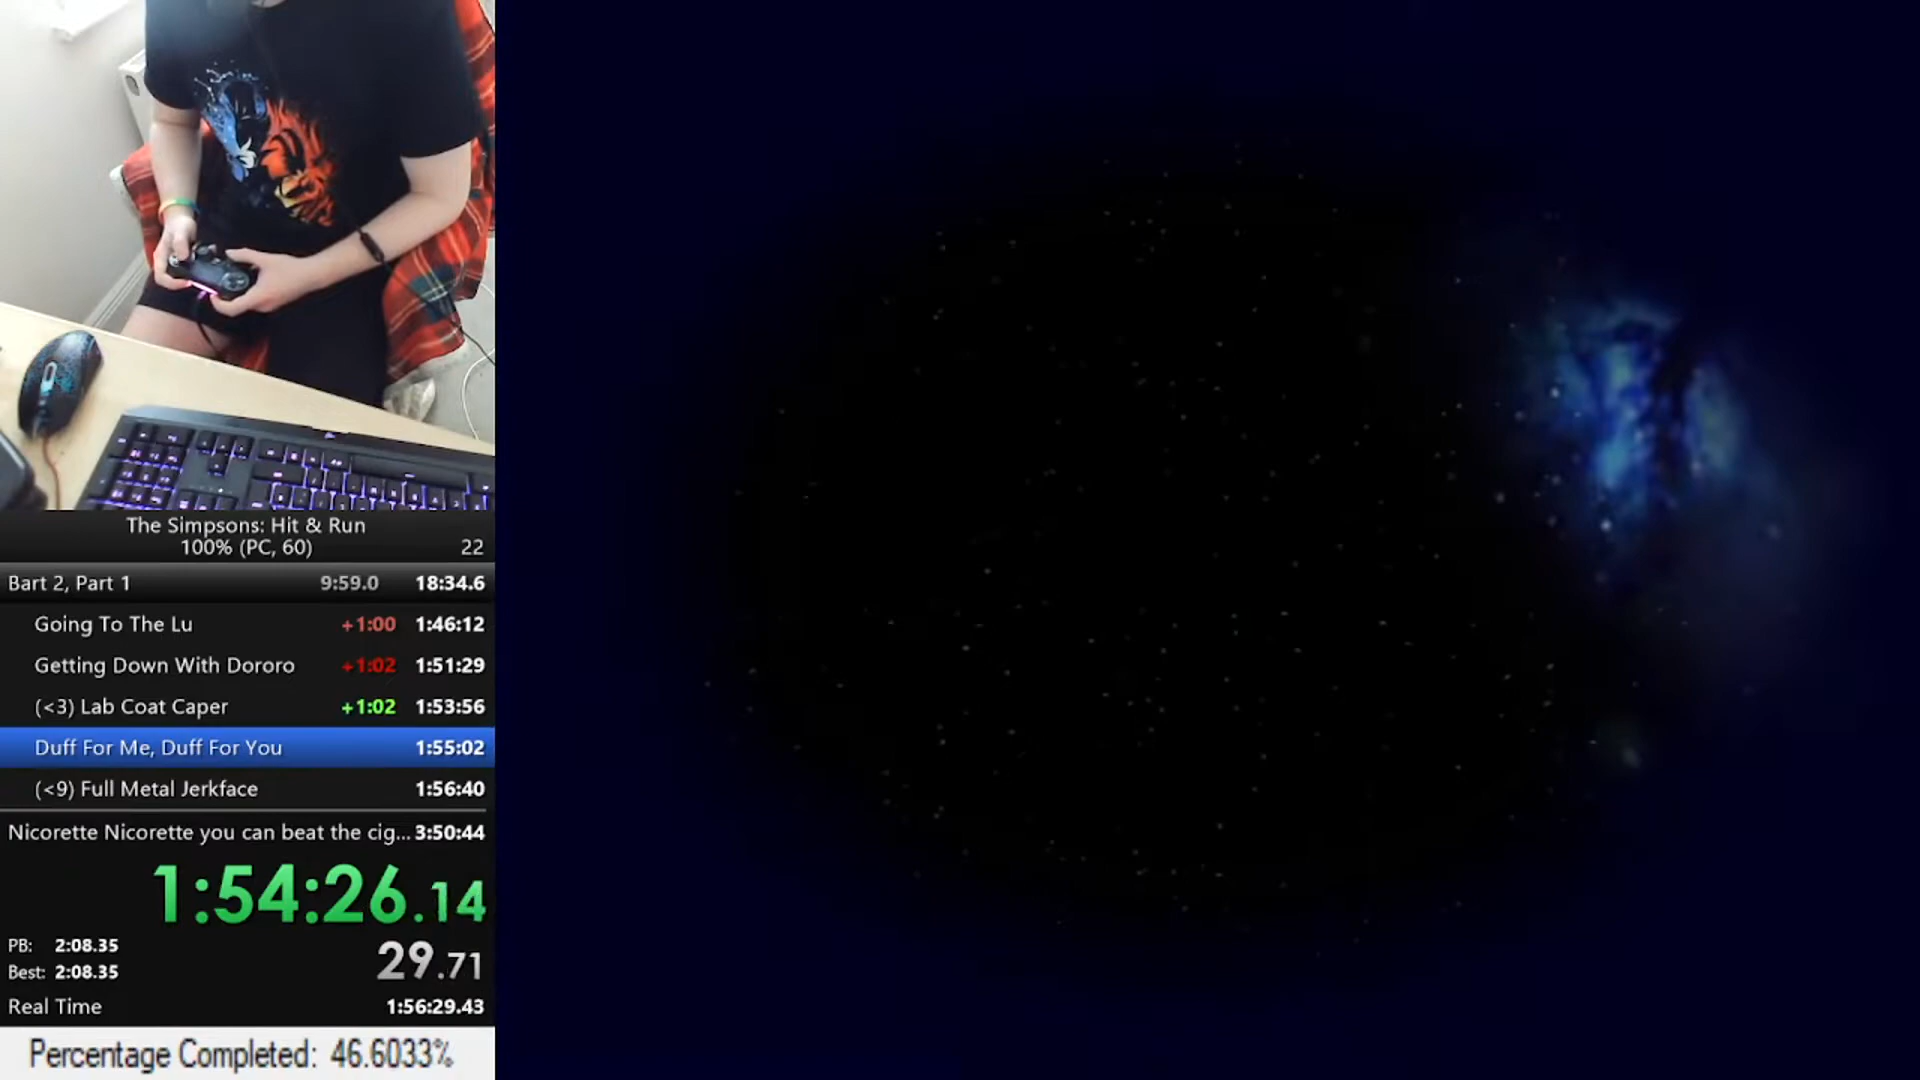 The Simpsons: Hit & Run
100% (PC, 60) 22
Bart 2, Part 1 9:59.0 18:34.6
Going To The Lu +1:00 1:46:12
Getting Down With Dororo +1:02 1:51:29
(<3) Lab Coat Caper +1:02 1:53:56
Duff For Me, Duff For You 1:55:02
(<9) Full Metal Jerkface 1:56:40
Nicorette Nicorette you can beat the cig... 3:50:44
1:54:26.14
PB: 2:08.35
29.71
Best: 2:08.35
Real Time 1:56:29.43
Percentage Completed: 46.6033%